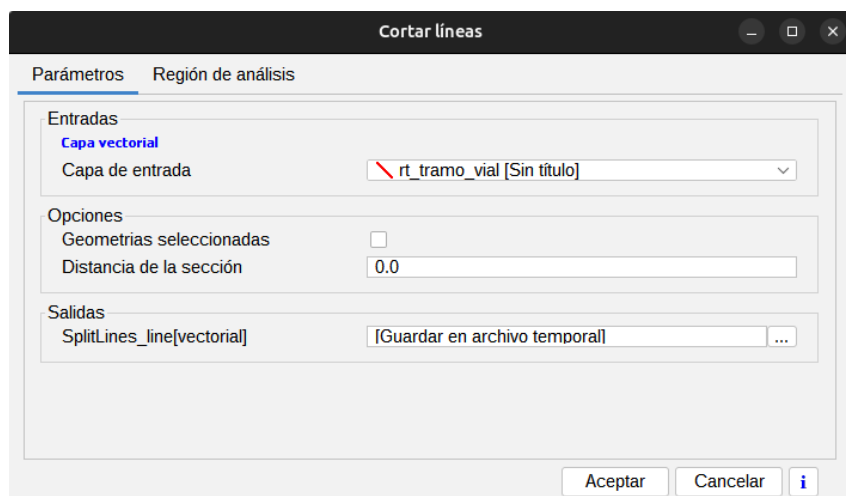 Cortar líneas
Parámetros Región de análisis
Entradas
Capa vectorial
Capa de entrada rt_tramo_vial [Sin título]
Opciones
Geometrias seleccionadas
Distancia de la sección 0.0
Salidas
SplitLines_line[vectorial] [Guardar en archivo temporal] ...
Aceptar Cancelar i